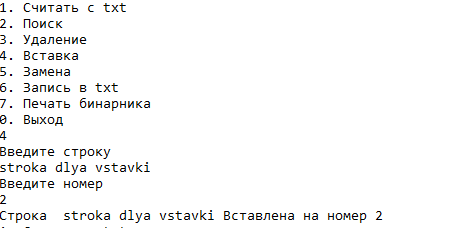 1. Считать с txt
2. Поиск
3. Удаление
4. Вставка
5. Замена
6. Запись в txt
7. Печать бинарника
0. Выход
4
Введите строку
stroka dlya vstavki
Введите номер
2
Строка  stroka dlya vstavki Вставлена на номер 2